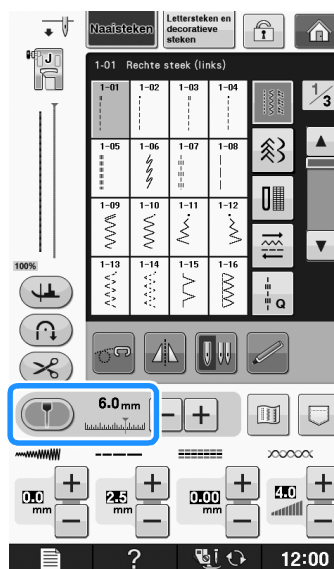 Naaisteken
Lettersteken en
decoratieve
steken
J
1-01 Rechte steek (links)
1/3
1-01 1-02 1-03 1-04
1-05 1-06 1-07 1-08
1-09 1-10 1-11 1-12
1-13 1-14 1-15 1-16
100%
Q
6.0 mm
0.0 mm
2.5 mm
0.00 mm
4.0
?
12:00